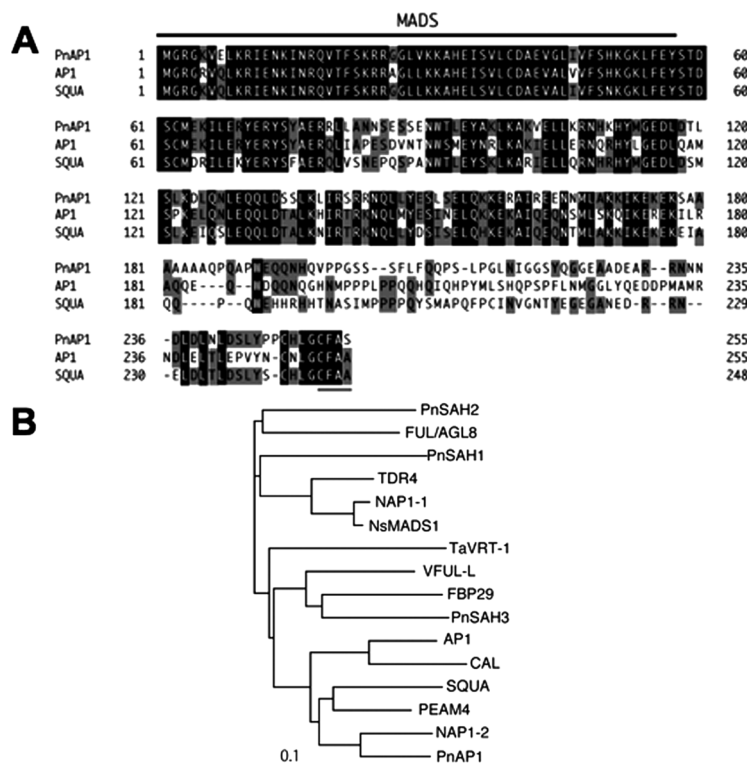 MADS
A
PnAP1 1 MGRGKVELKRIENKINRQVTFSKRRGGLVKKAHEISVLCDAEVGLIVFSHKGKLFEYSTD 60
AP1 1 MGRGRVQLKRIENKINRQVTFSKRRAGLLKKAHEISVLCDAEVALVVFSHKGKLFEYSTD 60
SQUA 1 MGRGKVQLKRIENKINRQVTFSKRRGGLLKKAHEISVLCDAEVALIVFSNKGKLFEYSTD 60
PnAP1 61 SCMEKILERYERYSYAERRLLANNSESSENWTLEYAKLKAKVELLKRNHKHYMGEDLDTL 120
AP1 61 SCMEKILERYERYSYAERQLIAPESDVNTNWSMEYNRLKAKIELLERNQRHYLGEDLQAM 120
SQUA 61 SCMDRILEKYERYSFAERQLVSNEPQSPANWTLEYSKLKARIELLQRNHRHYMGEDLDSM 120
PnAP1 121 SLKDLQNLEQQLDSSLKLIRSRRNQLLYESLSELQKKERAIREENNMLAKKIKEKEKSAA 180
AP1 121 SPKELQNLEQQLDTALKHIRTRKNQLMYESINELQKKEKAIQEQNSMLSKQIKEREKILR 180
SQUA 121 SLKEIQSLEQQLDTALKNIRTRKNQLLYDSISELQHKEKAIQEQNTMLAKKIKEKEKEIA 180
PnAP1 181 AAAAAQPQAPWEQQNHQVPPGSS--SFLFQQPS-LPGLNIGGSYQGGEAADEAR--RNNN 235
AP1 181 AQQE----Q--WDQQNQGHNMPPPLPPQQHQIQHPYMLSHQPSPFLNMGGLYQEDDPMAMR 235
SQUA 181 QQ----P--QWEHHRHHTNASIMPPPPQYSMAPQFPCINVGNTYEGEGANED--R--RN-- 229
PnAP1 236 -DLDLNLDSLYPPCHLGCFAS 255
AP1 236 NDLELTLEPVYN-CNLGCFAA 255
SQUA 230 -ELDLTLDSLYS-CHLGCFAA 248
B
PnSAH2
FUL/AGL8
PnSAH1
TDR4
NAP1-1
NsMADS1
TaVRT-1
VFUL-L
FBP29
PnSAH3
AP1
CAL
SQUA
PEAM4
NAP1-2
PnAP1
0.1